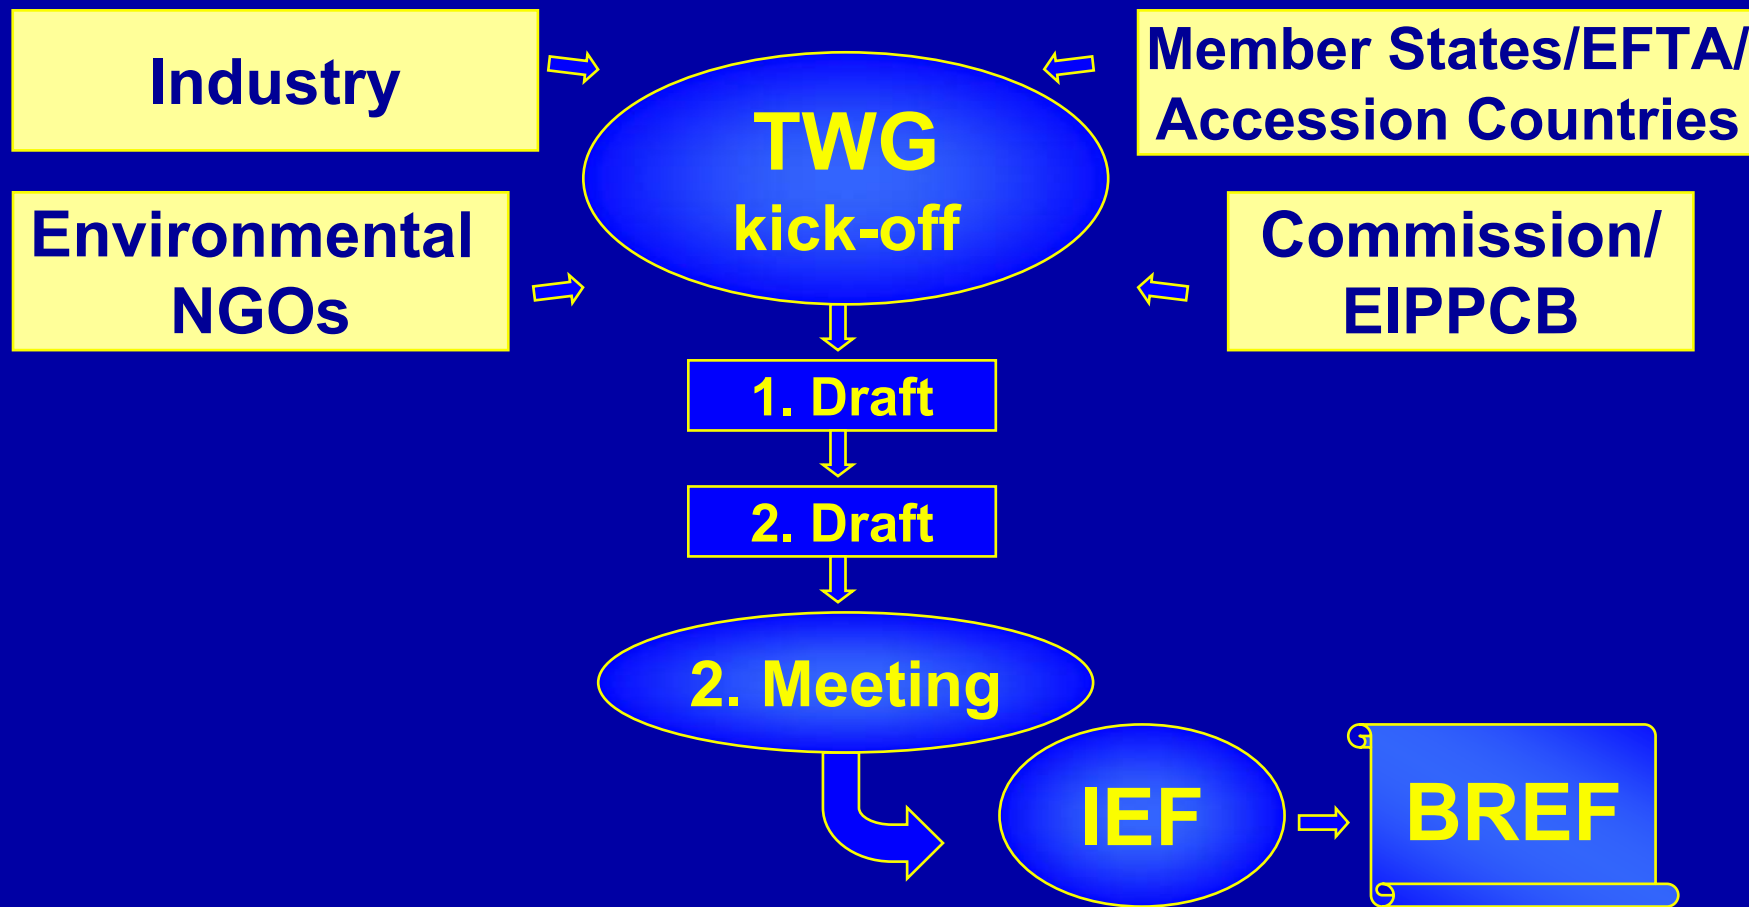 Industry
Member States/EFTA/
Accession Countries
TWG
kick-off
Environmental
NGOs
Commission/
EIPPCB
1. Draft
2. Draft
2. Meeting
IEF
BREF